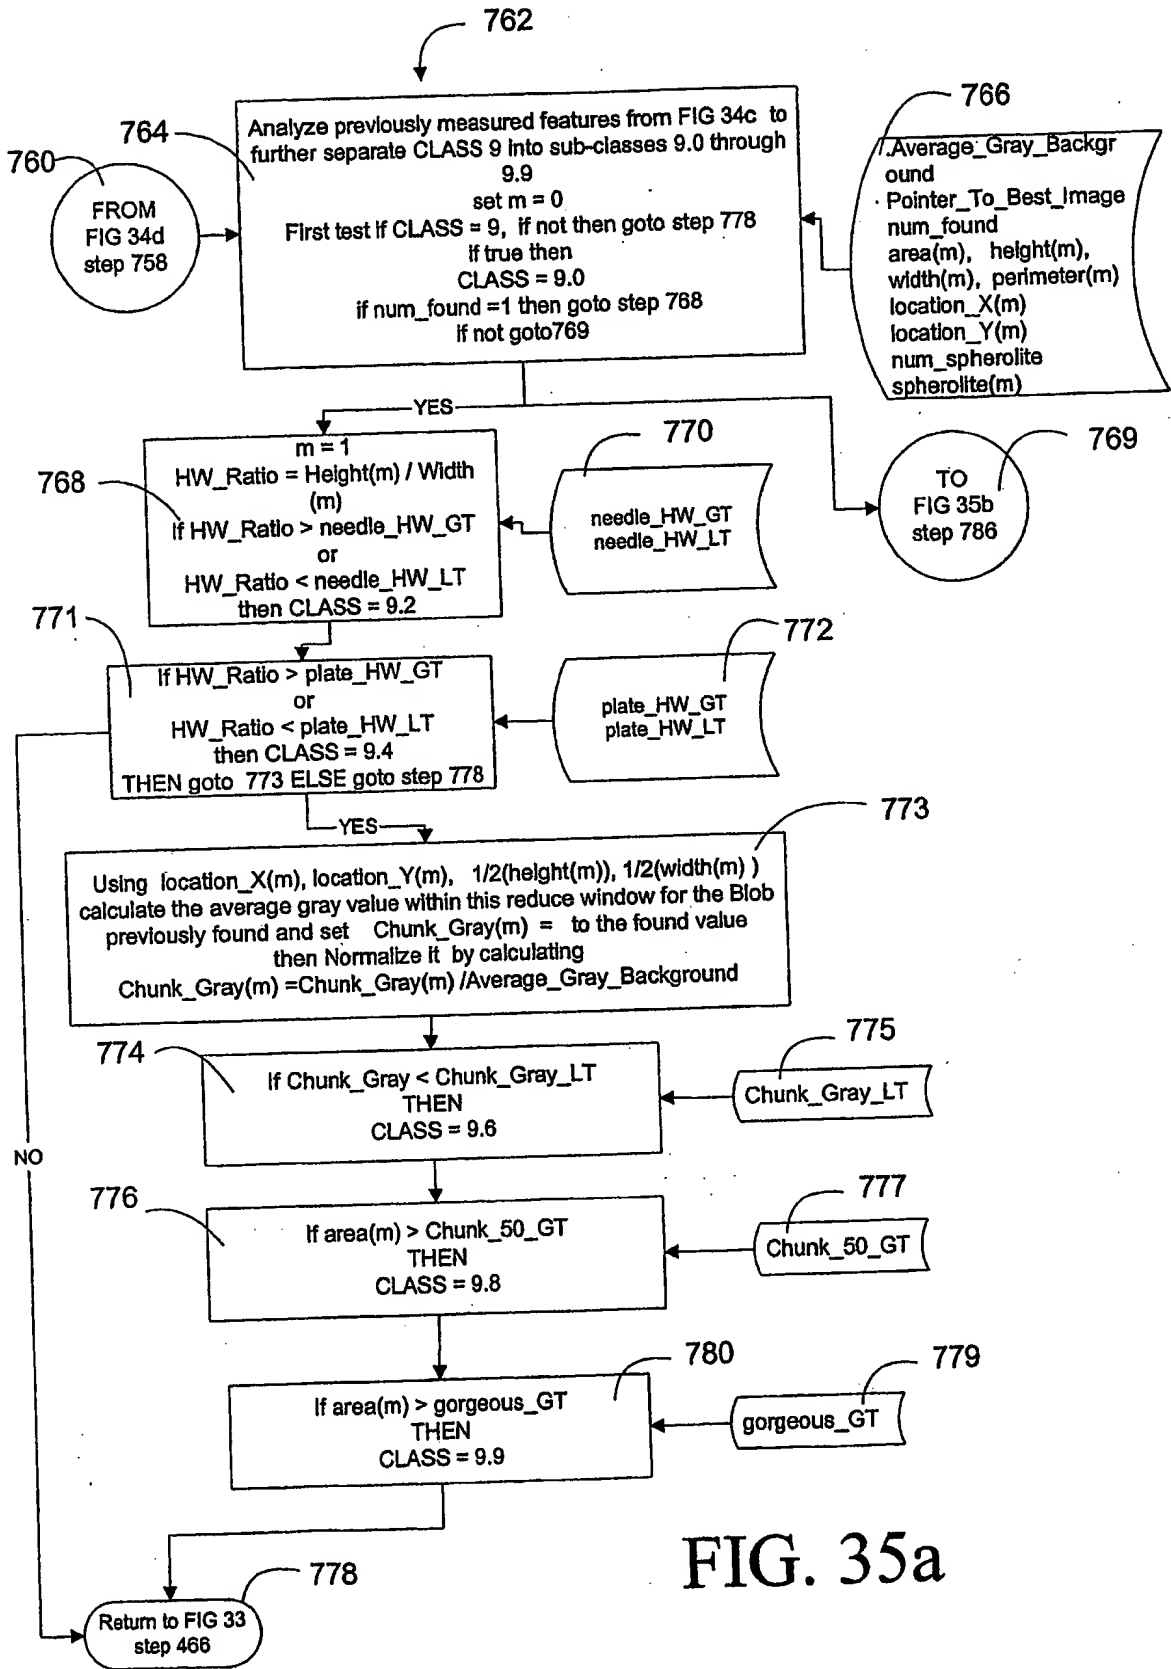 762
766
764
760
Analyze previously measured features from FIG 34c to
further separate CLASS 9 into sub-classes 9.0 through
9.9
set m = 0
First test if CLASS = 9, if not then goto step 778
If true then
CLASS = 9.0
if num_found =1 then goto step 768
if not goto769
FROM
FIG 34d
step 758
.Average_Gray_Backgr
ound
· Pointer_To_Best_Image
num_found
area(m), height(m),
width(m), perimeter(m)
location_X(m)
location_Y(m)
num_spherolite
spherolite(m)
YES
768
m = 1
HW_Ratio = Height(m) / Width
(m)
If HW_Ratio > needle_HW_GT
or
HW_Ratio < needle_HW_LT
then CLASS = 9.2
770
needle_HW_GT
needle_HW_LT
769
TO
FIG 35b
step 786
771
If HW_Ratio > plate_HW_GT
or
HW_Ratio < plate_HW_LT
then CLASS = 9.4
THEN goto 773 ELSE goto step 778
772
plate_HW_GT
plate_HW_LT
YES
773
Using location_X(m), location_Y(m), 1/2(height(m)), 1/2(width(m) )
calculate the average gray value within this reduce window for the Blob
previously found and set Chunk_Gray(m) = to the found value
then Normalize it by calculating
Chunk_Gray(m) =Chunk_Gray(m) /Average_Gray_Background
774
If Chunk_Gray < Chunk_Gray_LT
THEN
CLASS = 9.6
775
Chunk_Gray_LT
NO
776
If area(m) > Chunk_50_GT
THEN
CLASS = 9.8
777
Chunk_50_GT
780
If area(m) > gorgeous_GT
THEN
CLASS = 9.9
779
gorgeous_GT
778
Return to FIG 33
step 466
FIG. 35a